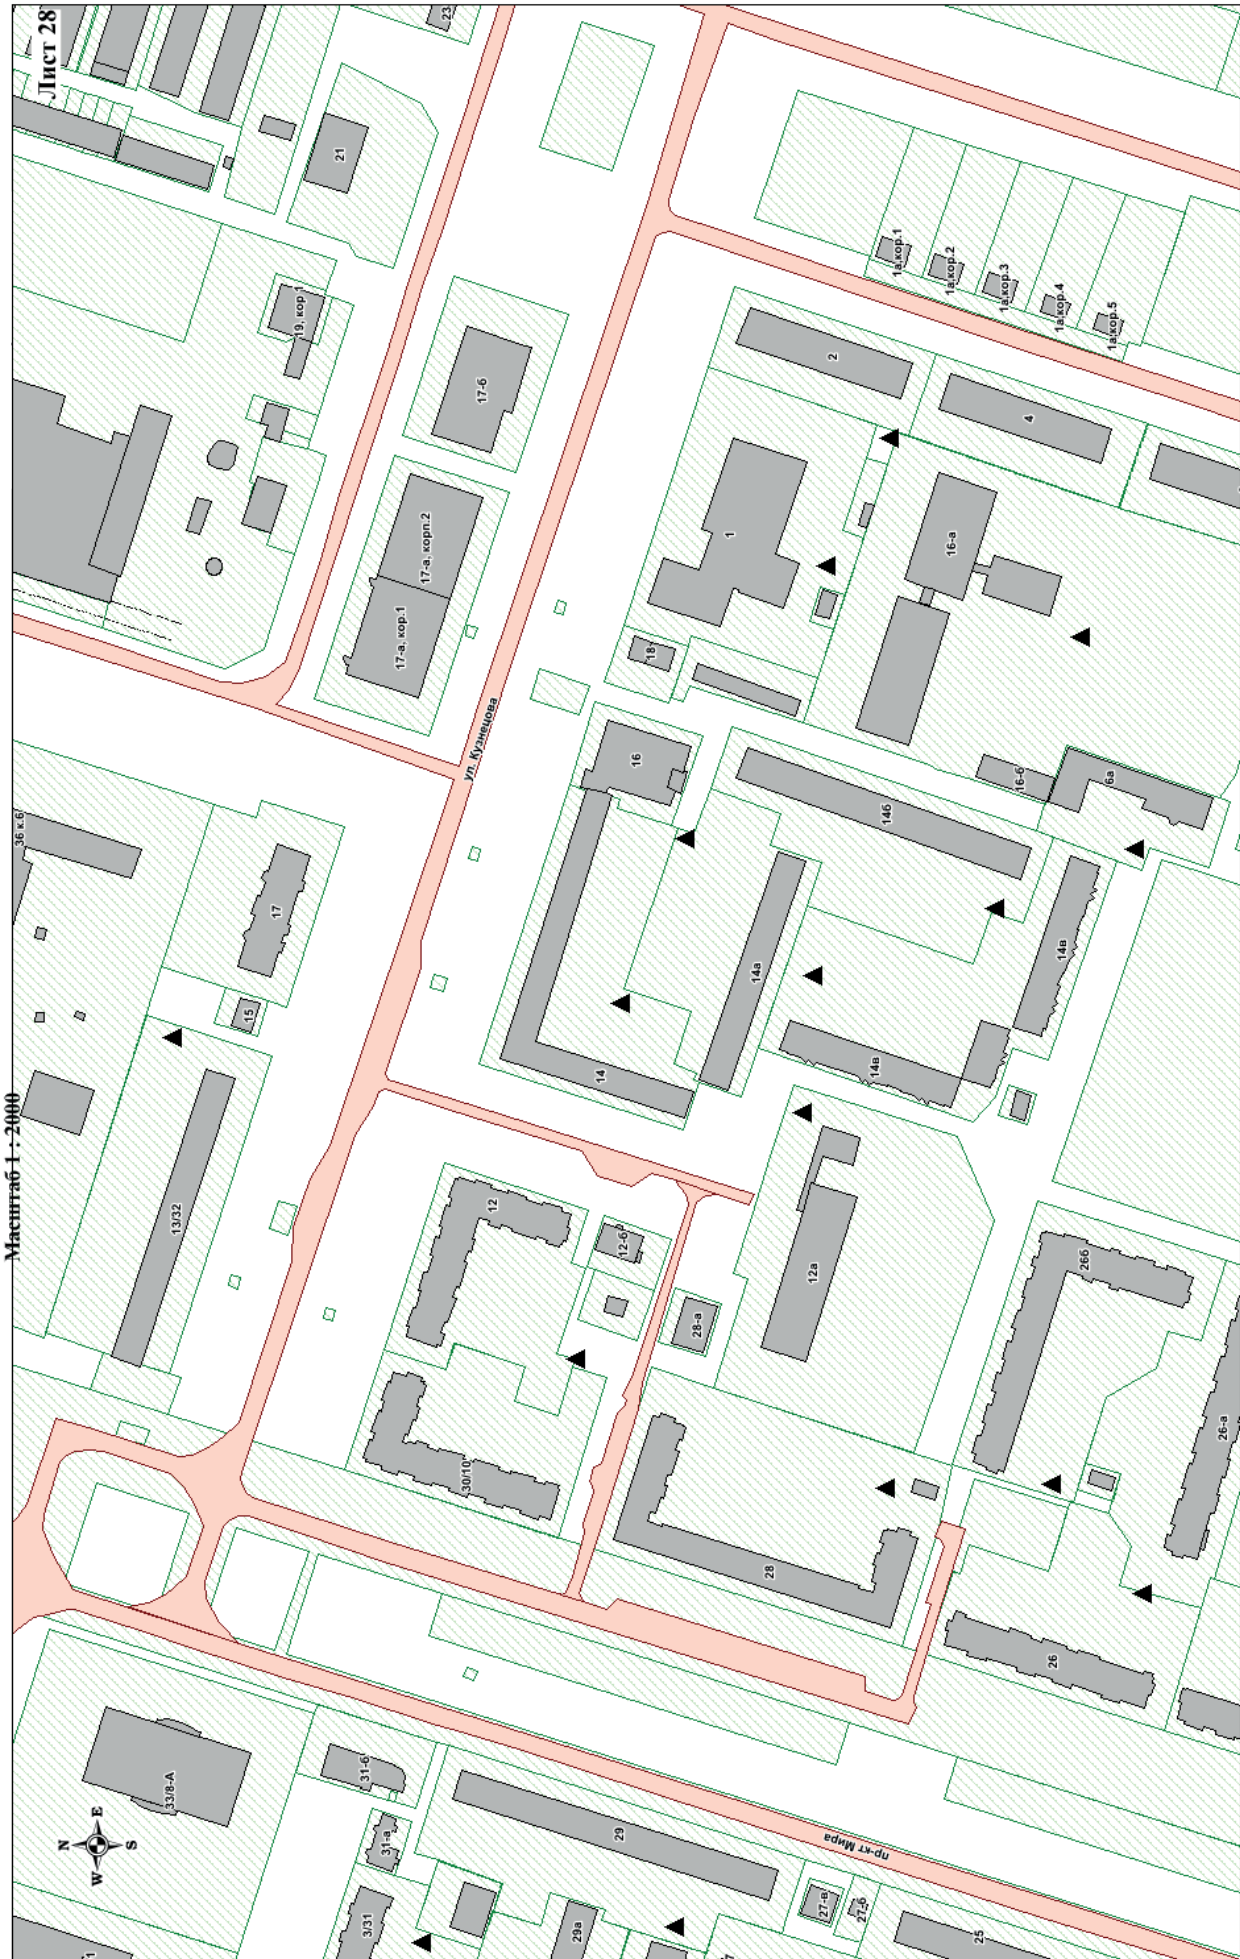 Лист 28
Масштаб 1 : 2000
23
21
19, кор.1
17-б
17-а, корп.2
17-а, кор.1
ул. Кузнецова
36 к.6
17
15
13/32
1а,кор.1
1а,кор.2
1а,кор.3
1а,кор.4
1а,кор.5
2
4
1
18
16-а
16
16-б
6а
14б
14а
14в
14в
14
12
12-б
12а
28-а
30/10
28
26б
26-а
26
33/8-А
N
W
E
S
31-б
31-а
3/31
29
29а
пр-кт Мира
27-в
27-б
25